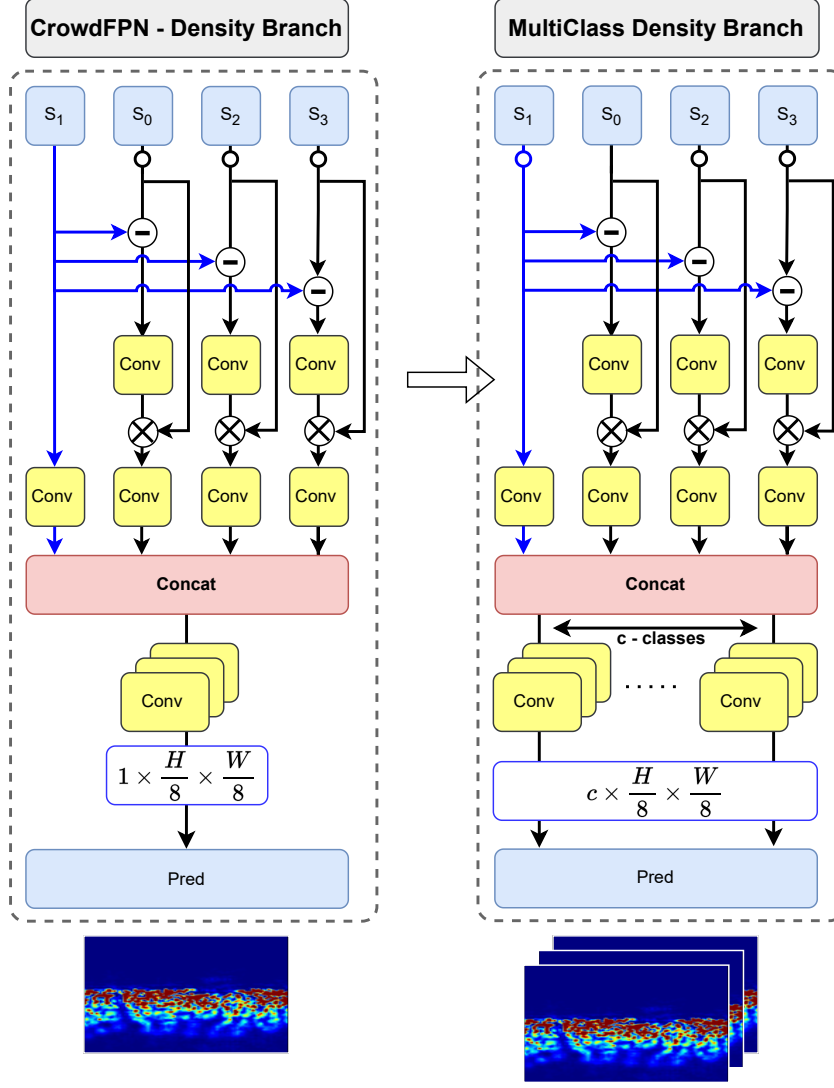 CrowdFPN - Density Branch
S₁ S₀ S₂ S₃
−
−
−
Conv Conv Conv
Conv Conv Conv Conv
Concat
Conv
1 × H/8 × W/8
Pred
MultiClass Density Branch
S₁ S₀ S₂ S₃
−
−
−
Conv Conv Conv
Conv Conv Conv Conv
Concat
c - classes
Conv ..... Conv
c × H/8 × W/8
Pred